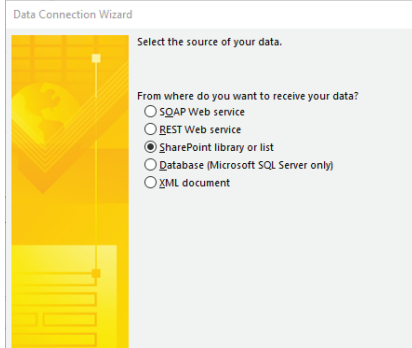 Data Connection Wizard
Select the source of your data.
From where do you want to receive your data?
SOAP Web service
REST Web service
SharePoint library or list
Database (Microsoft SQL Server only)
XML document